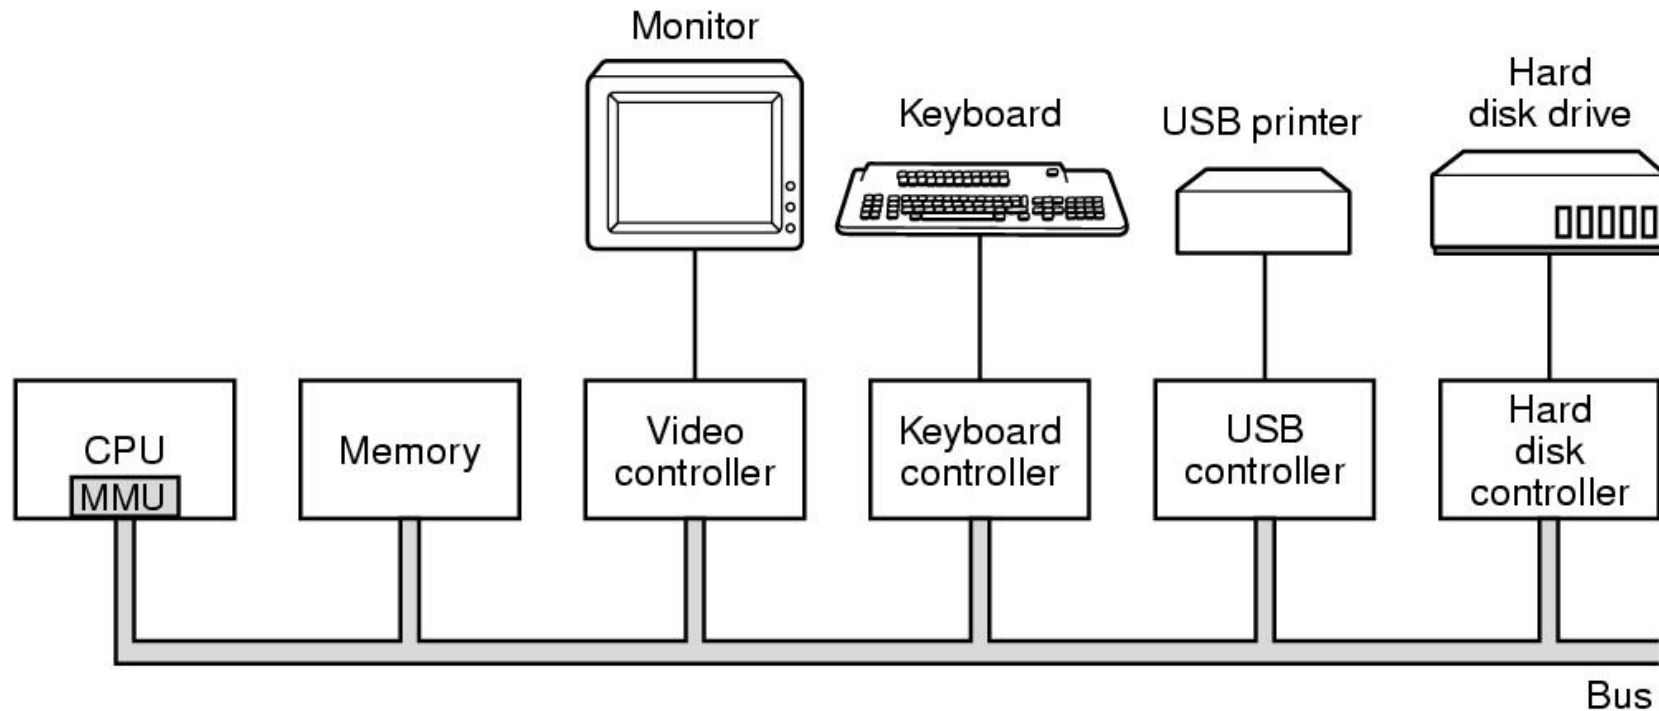 Monitor
Keyboard
USB printer
Hard
disk drive
CPU
MMU
Memory
Video
controller
Keyboard
controller
USB
controller
Hard
disk
controller
Bus